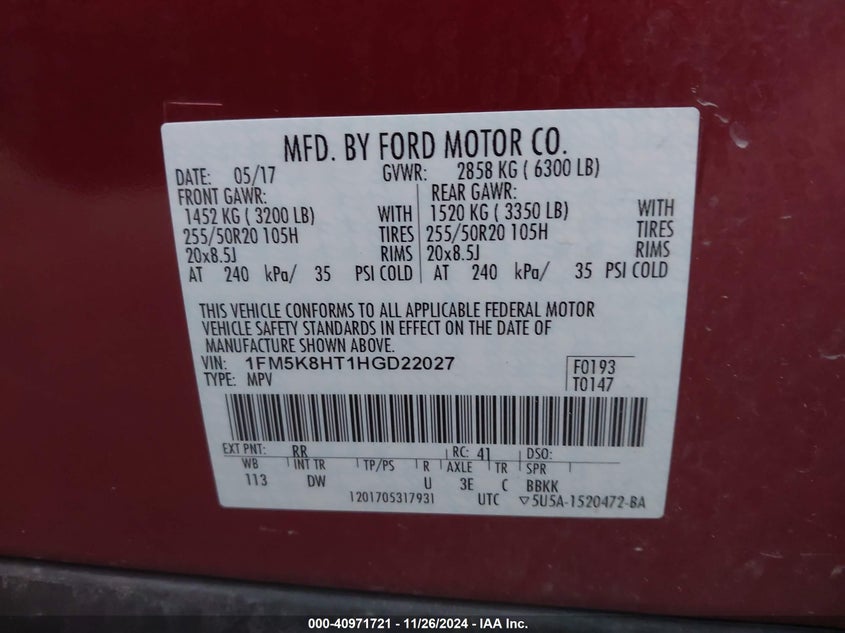 MFD. BY FORD MOTOR CO.
DATE: 05/17 GVWR: 2858 KG ( 6300 LB)
FRONT GAWR: REAR GAWR:
1452 KG ( 3200 LB) WITH 1520 KG ( 3350 LB) WITH
255/50R20 105H TIRES 255/50R20 105H TIRES
20x8.5J RIMS 20x8.5J RIMS
AT 240 kPa/ 35 PSI COLD AT 240 kPa/ 35 PSI COLD
THIS VEHICLE CONFORMS TO ALL APPLICABLE FEDERAL MOTOR
VEHICLE SAFETY STANDARDS IN EFFECT ON THE DATE OF
MANUFACTURE SHOWN ABOVE.
VIN: 1FM5K8HT1HGD22027 F0193
TYPE: MPV T0147
EXT PNT: RR RC: 41 DSO:
WB INT TR TP/PS R AXLE TR SPR
113 DW U 3E C BBKK
1201705317931 UTC ▽5U5A-1520472-BA
000-40971721 - 11/26/2024 - IAA Inc.